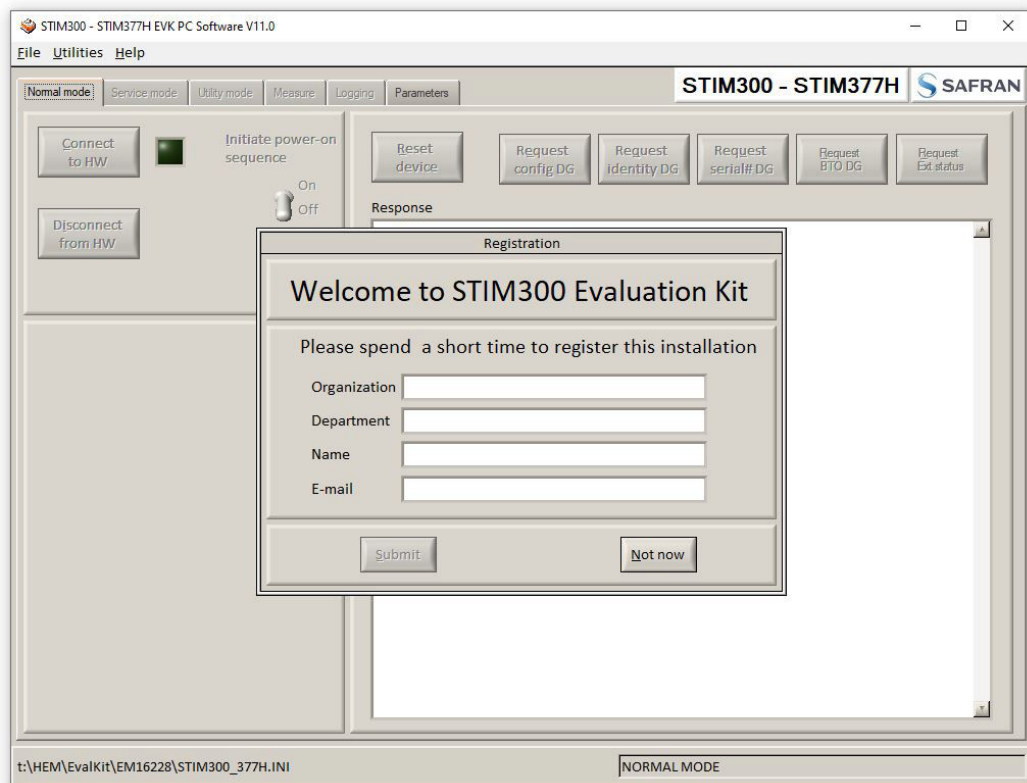 STIM300 - STIM377H EVK PC Software V11.0
File Utilities Help
Normal mode Service mode Utility mode Measure Logging Parameters
STIM300 - STIM377H SAFRAN
Connect
to HW
Initiate power-on
sequence
On
Off
Disconnect
from HW
Reset
device
Request
config DG
Request
identity DG
Request
serial# DG
Request
BTO DG
Request
Ext status
Response
Registration
Welcome to STIM300 Evaluation Kit
Please spend a short time to register this installation
Organization
Department
Name
E-mail
Submit Not now
t:\HEM\EvalKit\EM16228\STIM300_377H.INI NORMAL MODE